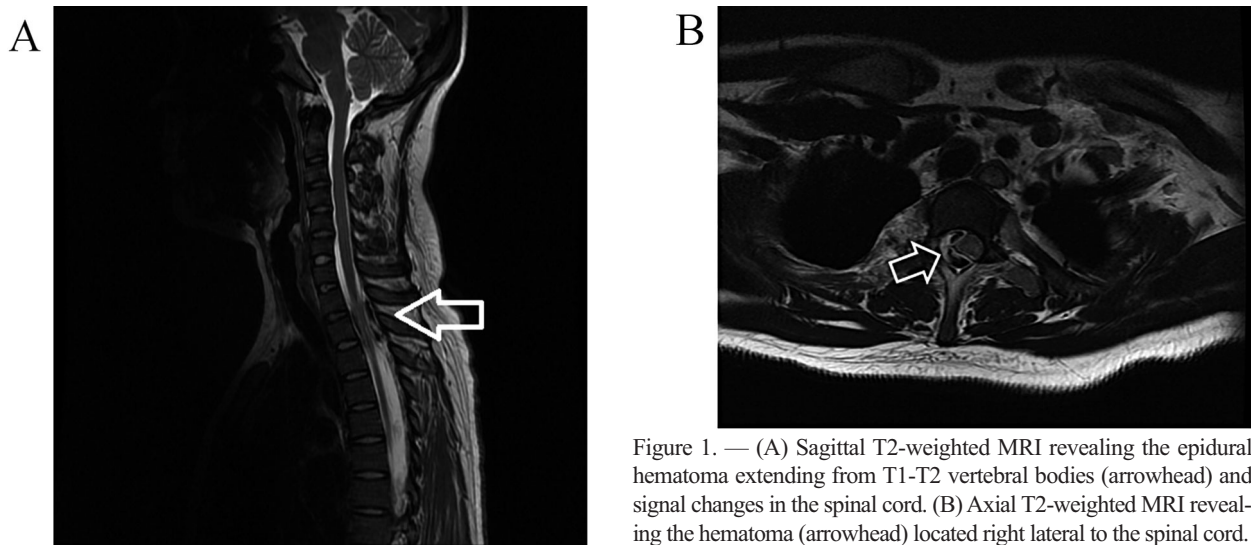 A
B
Figure 1. — (A) Sagittal T2-weighted MRI revealing the epidural
hematoma extending from T1-T2 vertebral bodies (arrowhead) and
signal changes in the spinal cord. (B) Axial T2-weighted MRI reveal-
ing the hematoma (arrowhead) located right lateral to the spinal cord.